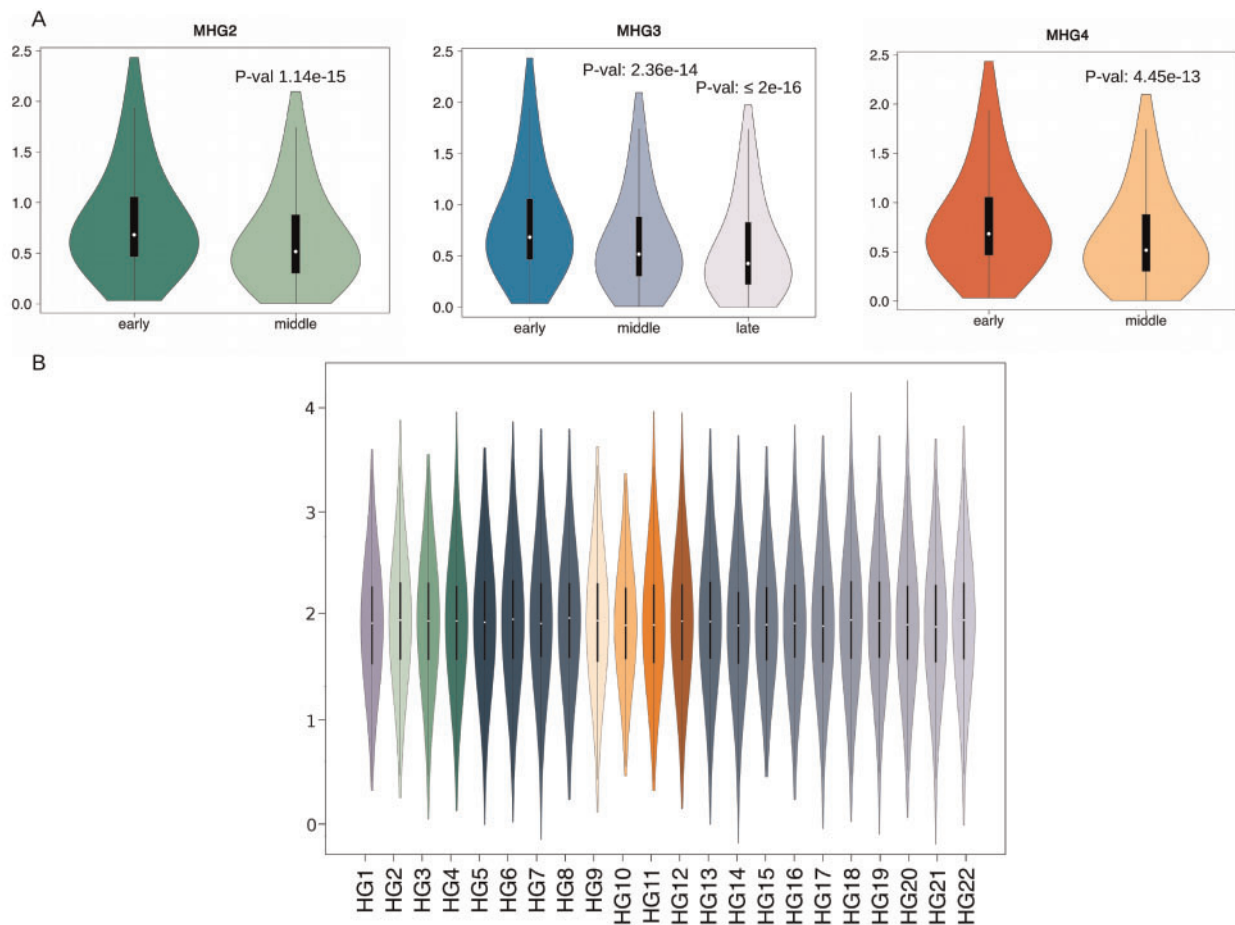 A
MHG2
2.5
2.0
1.5
1.0
0.5
0.0
P-val 1.14e-15
early
middle
MHG3
2.5
2.0
1.5
1.0
0.5
0.0
P-val: 2.36e-14
P-val: ≤ 2e-16
early
middle
late
MHG4
2.5
2.0
1.5
1.0
0.5
0.0
P-val: 4.45e-13
early
middle
B
4
3
2
1
0
HG1
HG2
HG3
HG4
HG5
HG6
HG7
HG8
HG9
HG10
HG11
HG12
HG13
HG14
HG15
HG16
HG17
HG18
HG19
HG20
HG21
HG22